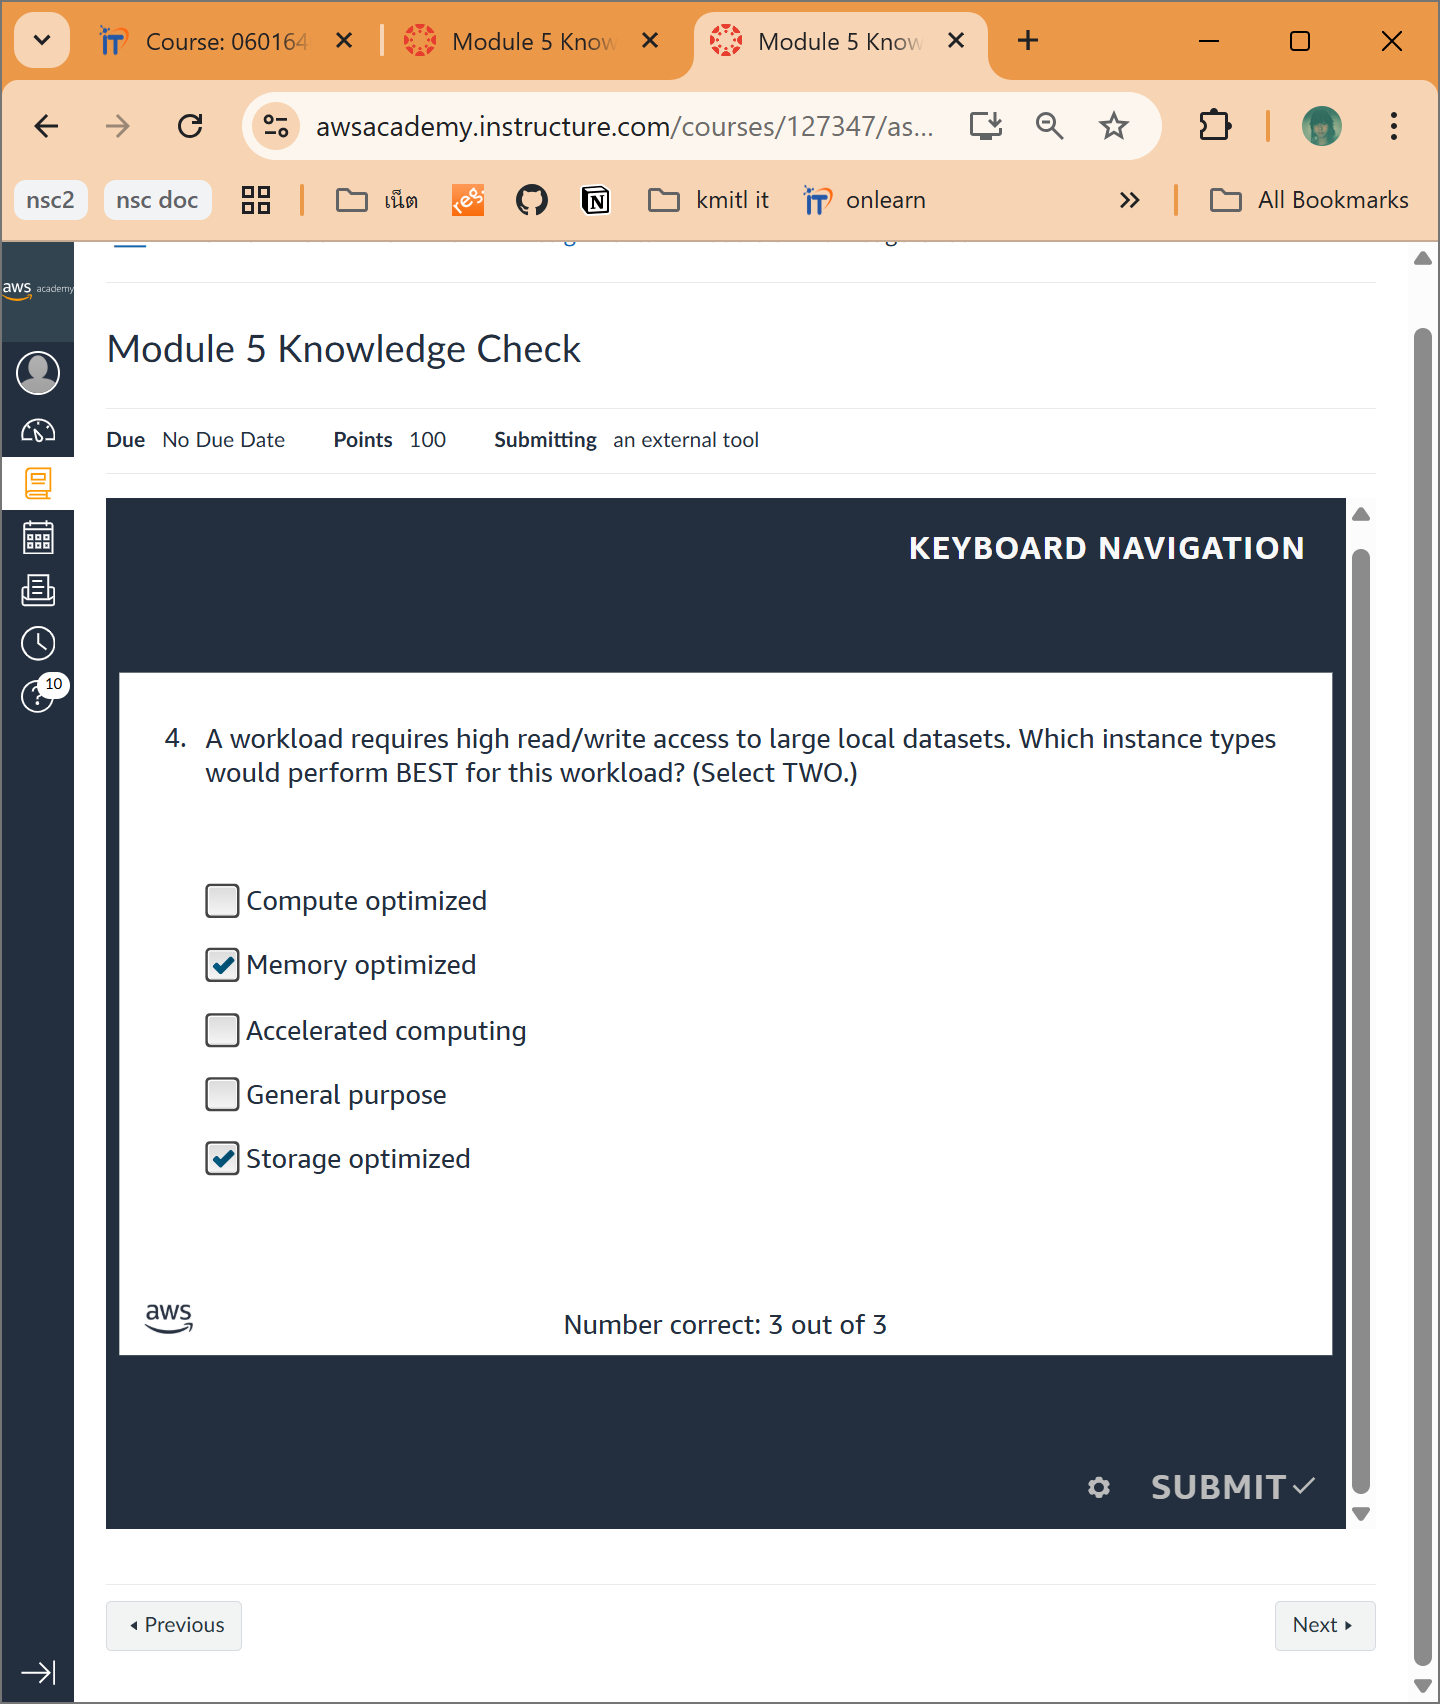 Course: 060164
Module 5 Know
Module 5 Know
awsacademy.instructure.com/courses/127347/as...
nsc2
nsc doc
เน็ต
reg
N
kmitl it
iT
onlearn
All Bookmarks
aws academy
Module 5 Knowledge Check
Due No Due Date Points 100 Submitting an external tool
10
KEYBOARD NAVIGATION
4. A workload requires high read/write access to large local datasets. Which instance types
would perform BEST for this workload? (Select TWO.)
Compute optimized
Memory optimized
Accelerated computing
General purpose
Storage optimized
aws
Number correct: 3 out of 3
SUBMIT
Previous
Next